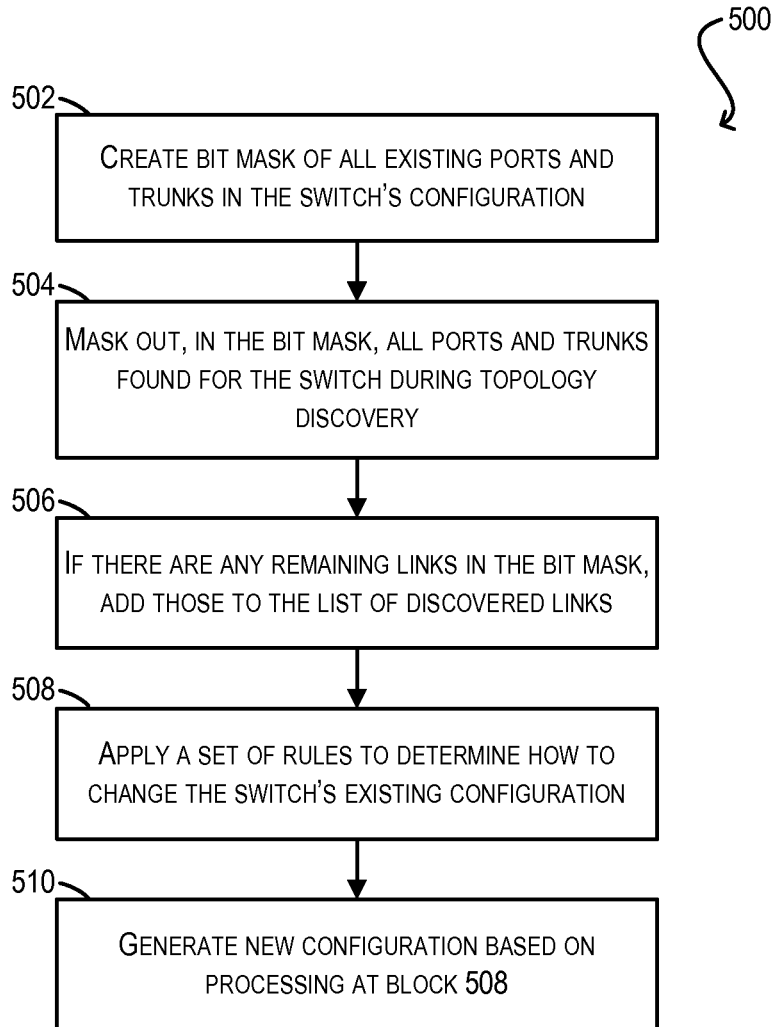 500
502
CREATE BIT MASK OF ALL EXISTING PORTS AND
TRUNKS IN THE SWITCH'S CONFIGURATION
504
MASK OUT, IN THE BIT MASK, ALL PORTS AND TRUNKS
FOUND FOR THE SWITCH DURING TOPOLOGY
DISCOVERY
506
IF THERE ARE ANY REMAINING LINKS IN THE BIT MASK,
ADD THOSE TO THE LIST OF DISCOVERED LINKS
508
APPLY A SET OF RULES TO DETERMINE HOW TO
CHANGE THE SWITCH'S EXISTING CONFIGURATION
510
GENERATE NEW CONFIGURATION BASED ON
PROCESSING AT BLOCK 508